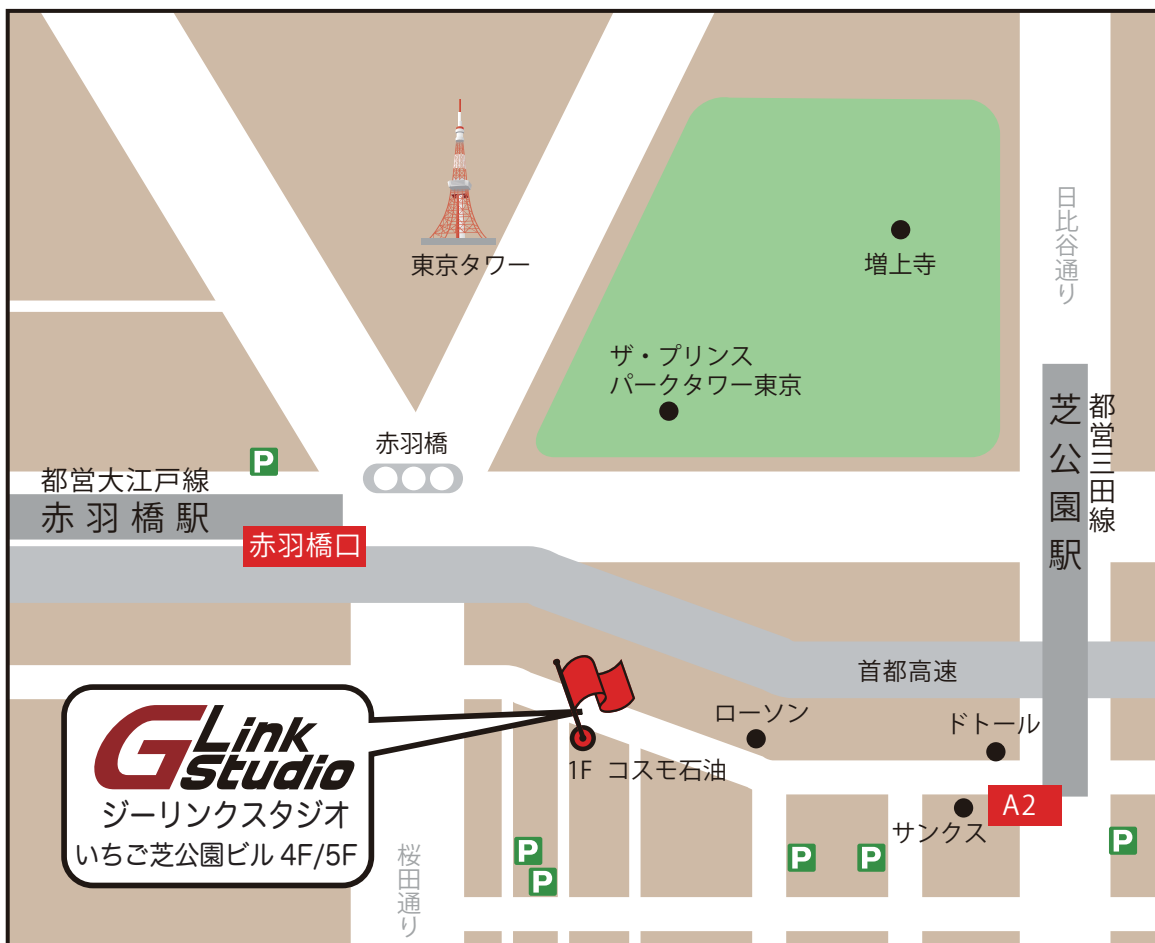 東京タワー
増上寺
日比谷通り
ザ・プリンス
パークタワー東京
赤羽橋
P
都営大江戸線
赤羽橋駅
赤羽橋口
芝公園駅
都営三田線
首都高速
GLink
Studio
ジーリンクスタジオ
いちご芝公園ビル 4F/5F
1F コスモ石油
ローソン
ドトール
A2
サンクス
桜田通り
P
P
P
P
P